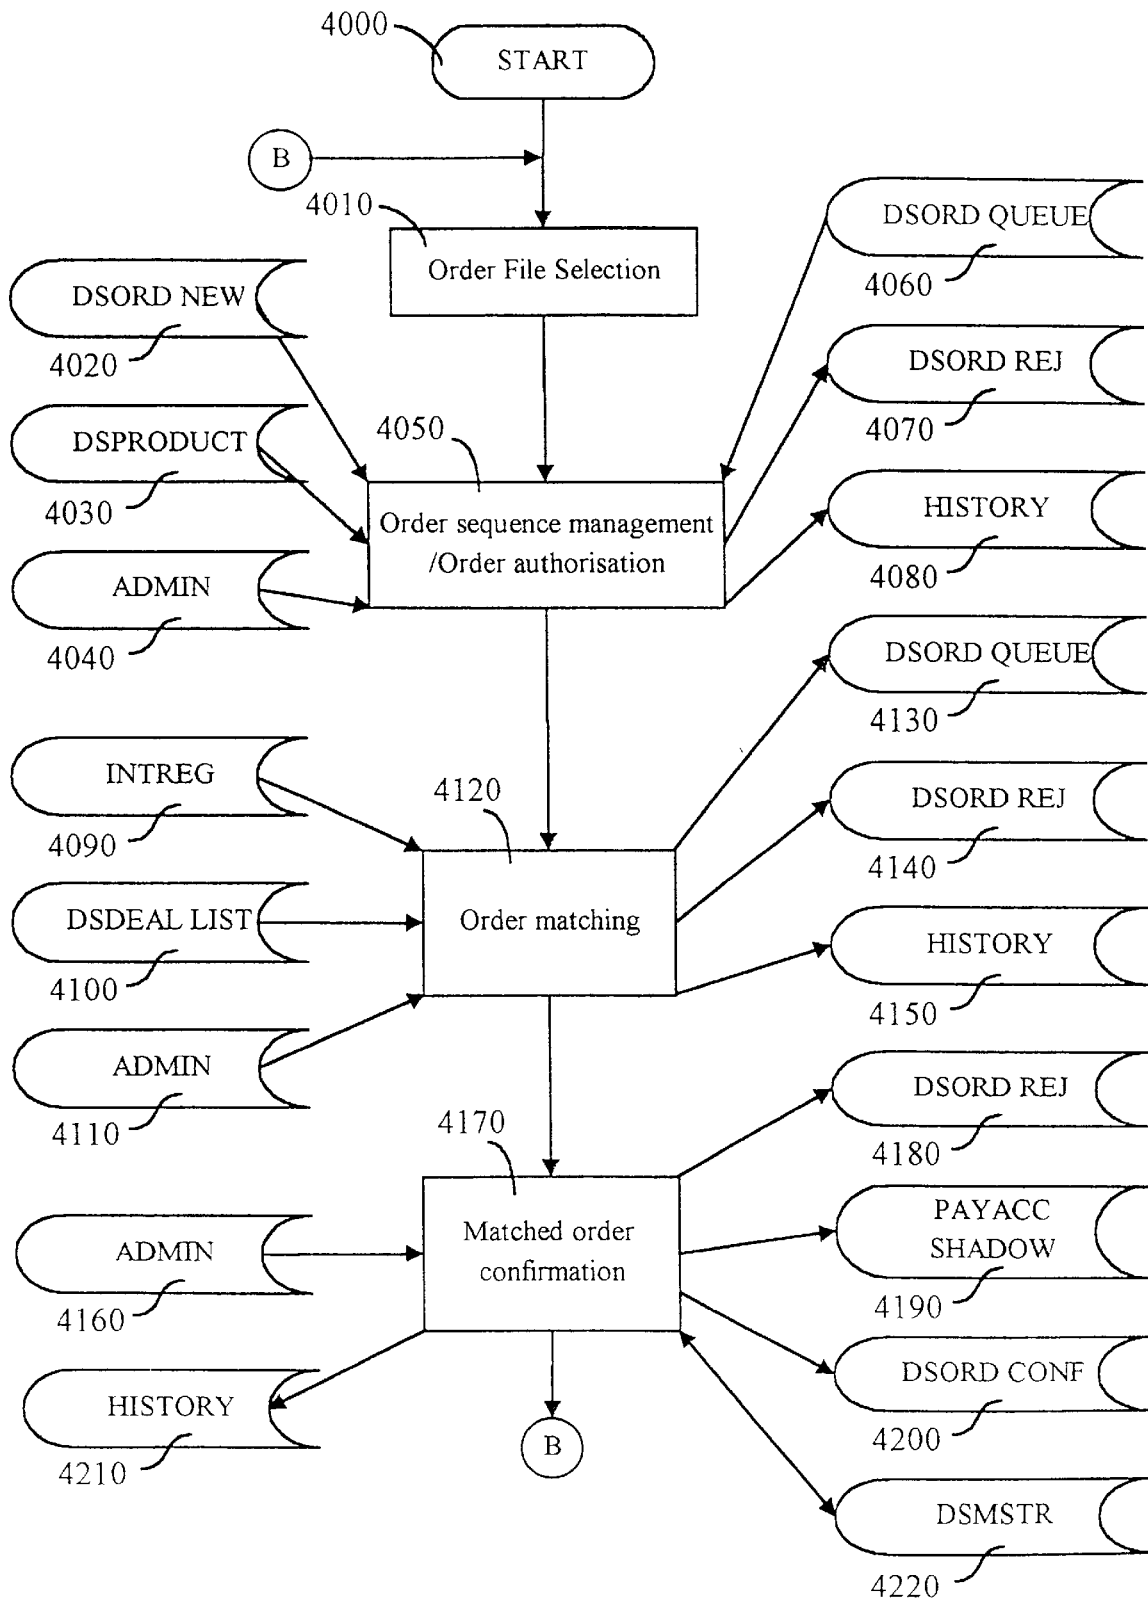 4000
START
B
4010
Order File Selection
DSORD QUEUE
4060
DSORD NEW
4020
DSORD REJ
4070
DSPRODUCT
4030
4050
Order sequence management
/Order authorisation
HISTORY
4080
ADMIN
4040
DSORD QUEUE
4130
INTREG
4090
4120
Order matching
DSORD REJ
4140
DSDEAL LIST
4100
HISTORY
4150
ADMIN
4110
DSORD REJ
4180
4170
Matched order
confirmation
ADMIN
4160
PAYACC
SHADOW
4190
HISTORY
4210
DSORD CONF
4200
B
DSMSTR
4220